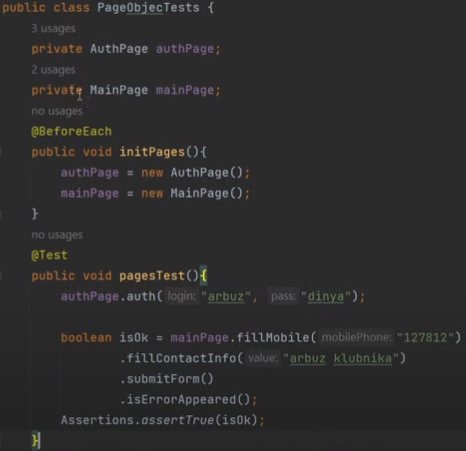 public class PageObjecTests {
3 usages
private AuthPage authPage;
2 usages
private MainPage mainPage;
no usages
@BeforeEach
public void initPages(){
authPage = new AuthPage();
mainPage = new MainPage();
}
no usages
@Test
public void pagesTest(){
authPage.auth( login: "arbuz", pass: "dinya");
boolean isOk = mainPage.fillMobile( mobilePhone: "127812")
.fillContactInfo( value: "arbuz klubnika")
.submitForm()
.isErrorAppeared();
Assertions.assertTrue(isOk);
}